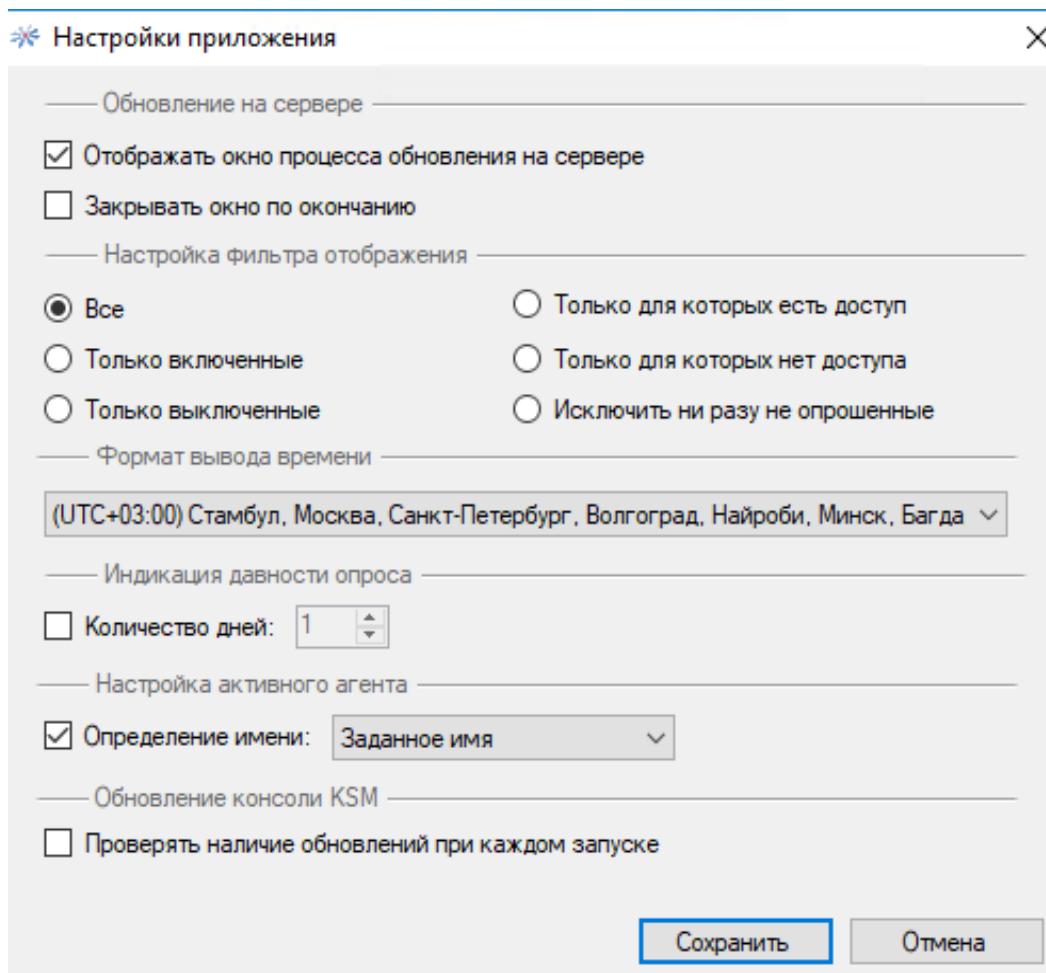 Настройки приложения
Обновление на сервере
Отображать окно процесса обновления на сервере
Закрывать окно по окончанию
Настройка фильтра отображения
Все
Только для которых есть доступ
Только включенные
Только для которых нет доступа
Только выключенные
Исключить ни разу не опрошенные
Формат вывода времени
(UTC+03:00) Стамбул, Москва, Санкт-Петербург, Волгоград, Найроби, Минск, Багда
Индикация давности опроса
Количество дней: 1
Настройка активного агента
Определение имени: Заданное имя
Обновление консоли KSM
Проверять наличие обновлений при каждом запуске
Сохранить Отмена